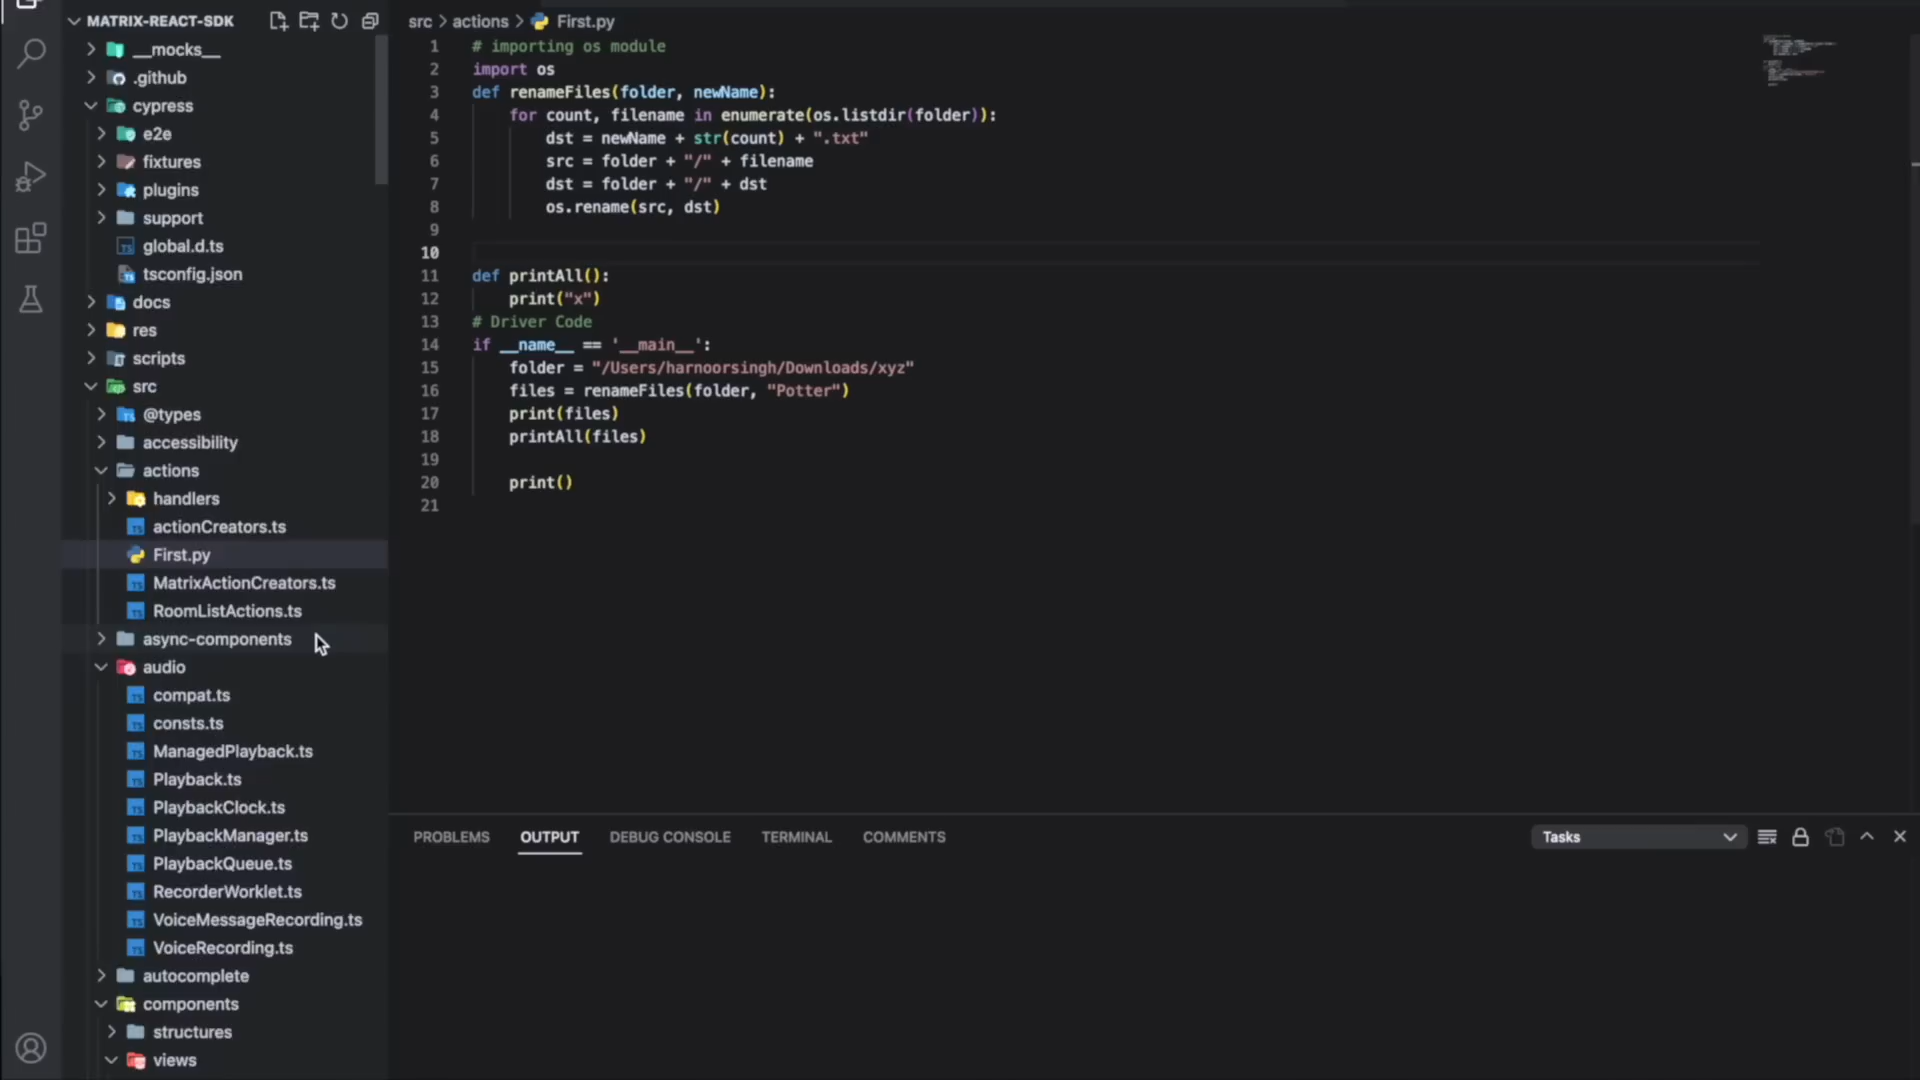 MATRIX-REACT-SDK
__mocks__
.github
cypress
e2e
fixtures
plugins
support
global.d.ts
tsconfig.json
docs
res
scripts
src
@types
accessibility
actions
handlers
actionCreators.ts
First.py
MatrixActionCreators.ts
RoomListActions.ts
async-components
audio
compat.ts
consts.ts
ManagedPlayback.ts
Playback.ts
PlaybackClock.ts
PlaybackManager.ts
PlaybackQueue.ts
RecorderWorklet.ts
VoiceMessageRecording.ts
VoiceRecording.ts
autocomplete
components
structures
views
src > actions > First.py
1 # importing os module
2 import os
3 def renameFiles(folder, newName):
4 for count, filename in enumerate(os.listdir(folder)):
5 dst = newName + str(count) + ".txt"
6 src = folder + "/" + filename
7 dst = folder + "/" + dst
8 os.rename(src, dst)
9
10
11 def printAll():
12 print("x")
13 # Driver Code
14 if __name__ == '__main__':
15 folder = "/Users/harnoorsingh/Downloads/xyz"
16 files = renameFiles(folder, "Potter")
17 print(files)
18 printAll(files)
19
20 print()
21
PROBLEMS OUTPUT DEBUG CONSOLE TERMINAL COMMENTS Tasks